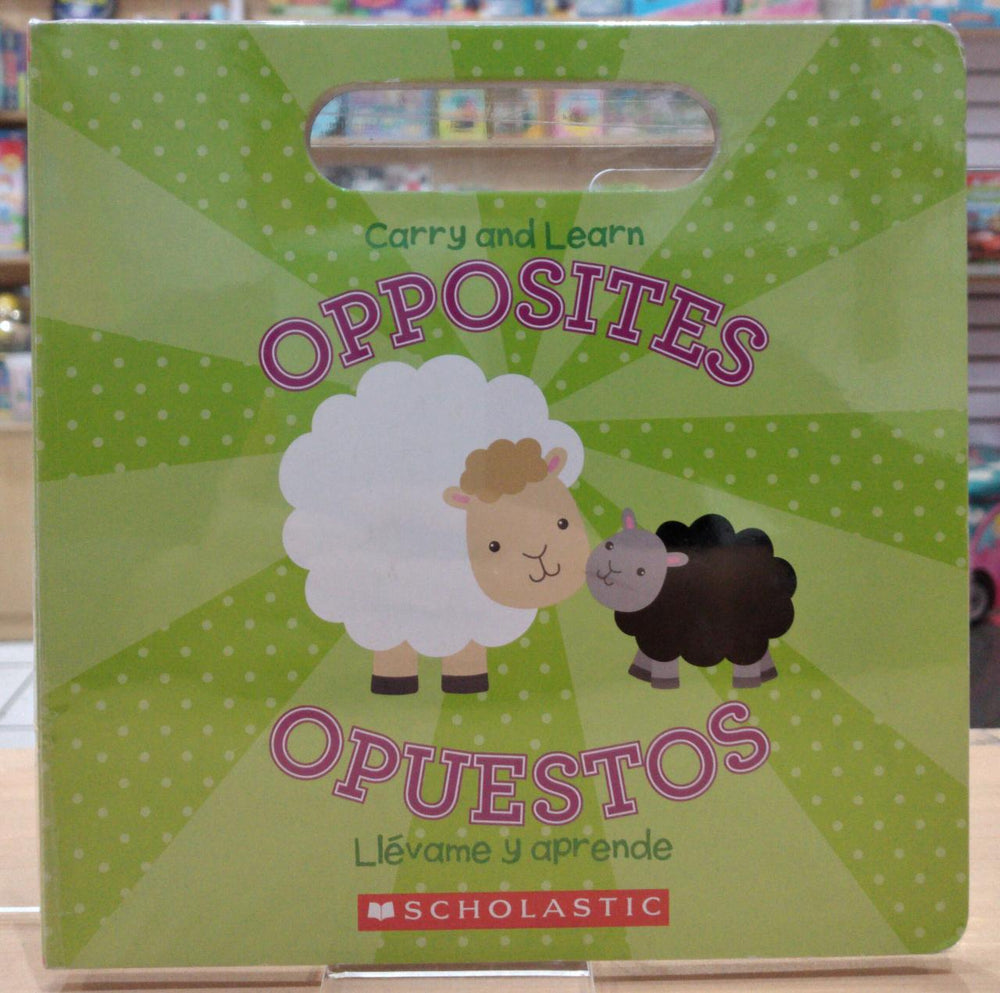 Carry and Learn
OPPOSITES
OPUESTOS
Llévame y aprende
SCHOLASTIC